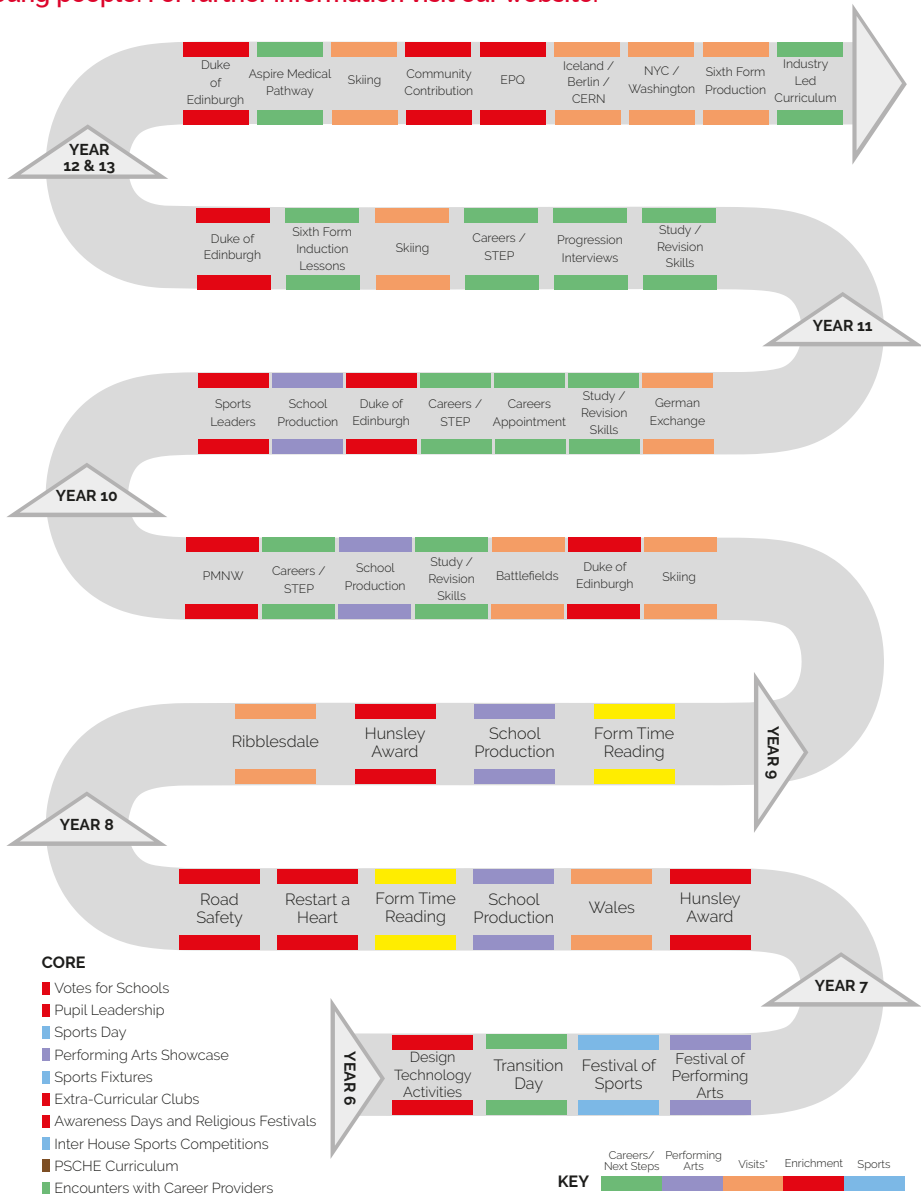 young people. For further information visit our website.
Duke
of
Edinburgh
Aspire Medical
Pathway
Skiing
Community
Contribution
EPQ
Iceland /
Berlin /
CERN
NYC /
Washington
Sixth Form
Production
Industry
Led
Curriculum
YEAR
12 & 13
Duke of
Edinburgh
Sixth Form
Induction
Lessons
Skiing
Careers /
STEP
Progression
Interviews
Study /
Revision
Skills
YEAR 11
Sports
Leaders
School
Production
Duke of
Edinburgh
Careers /
STEP
Careers
Appointment
Study /
Revision
Skills
German
Exchange
YEAR 10
PMNW
Careers /
STEP
School
Production
Study /
Revision
Skills
Battlefields
Duke of
Edinburgh
Skiing
Ribblesdale
Hunsley
Award
School
Production
Form Time
Reading
YEAR 9
YEAR 8
Road
Safety
Restart a
Heart
Form Time
Reading
School
Production
Wales
Hunsley
Award
YEAR 7
YEAR 6
Design
Technology
Activities
Transition
Day
Festival of
Sports
Festival of
Performing
Arts
CORE
Votes for Schools
Pupil Leadership
Sports Day
Performing Arts Showcase
Sports Fixtures
Extra-Curricular Clubs
Awareness Days and Religious Festivals
Inter House Sports Competitions
PSCHE Curriculum
Encounters with Career Providers
KEY
Careers/
Next Steps
Performing
Arts
Visits*
Enrichment
Sports